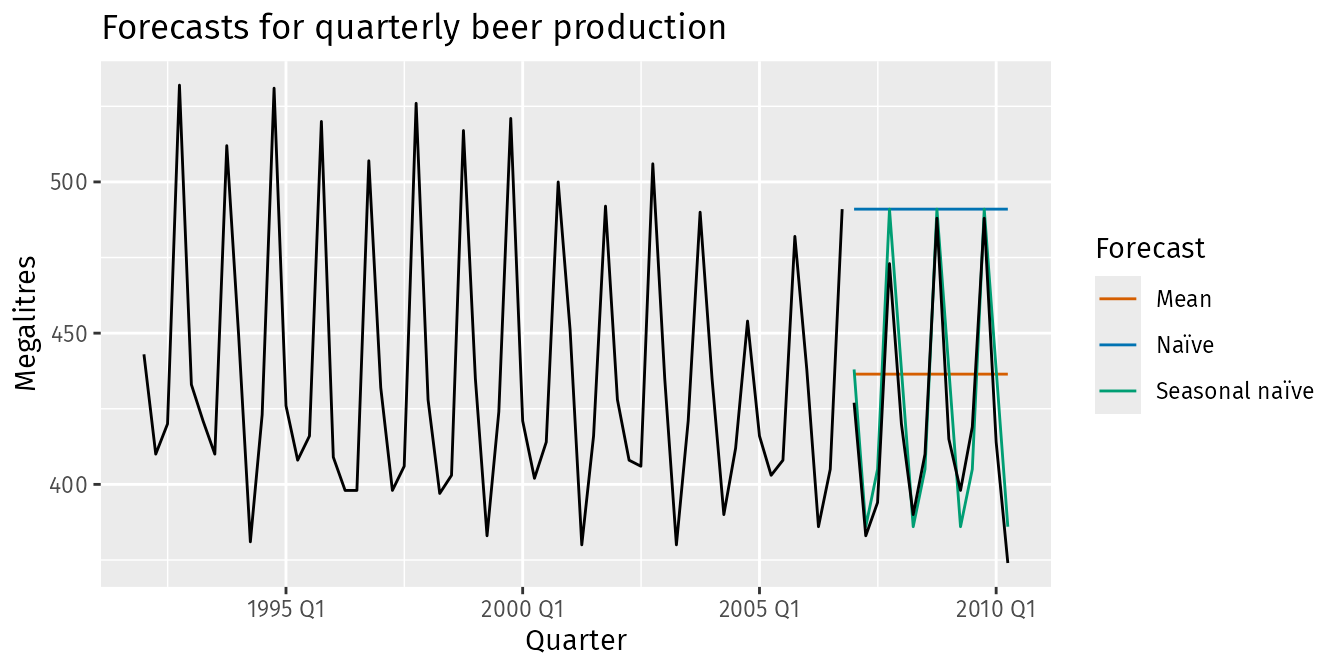 Forecasts for quarterly beer production
Megalitres
500
450
400
1995 Q1
2000 Q1
2005 Q1
2010 Q1
Quarter
Forecast
Mean
Naïve
Seasonal naïve